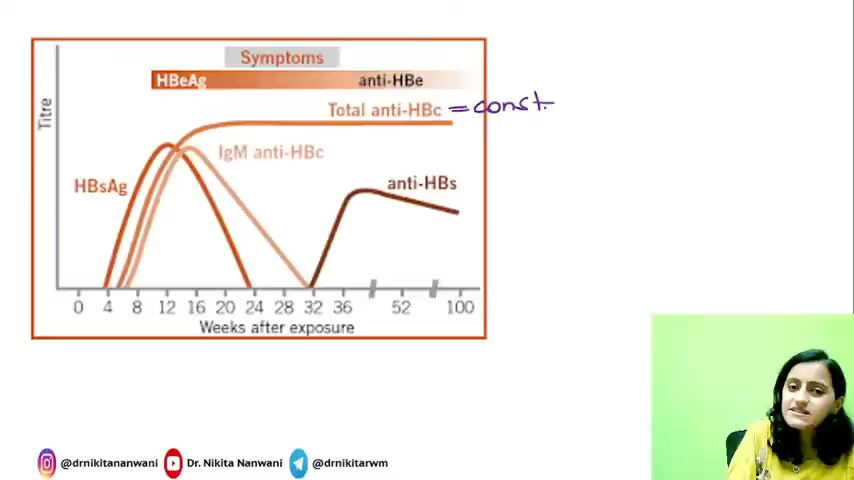 Symptoms
HBeAg anti-HBe
Total anti-HBc = const.
IgM anti-HBc
HBsAg
anti-HBs
Titre
0 4 8 12 16 20 24 28 32 36 52 100
Weeks after exposure
@drnikitananwani Dr. Nikita Nanwani @drnikitarwm